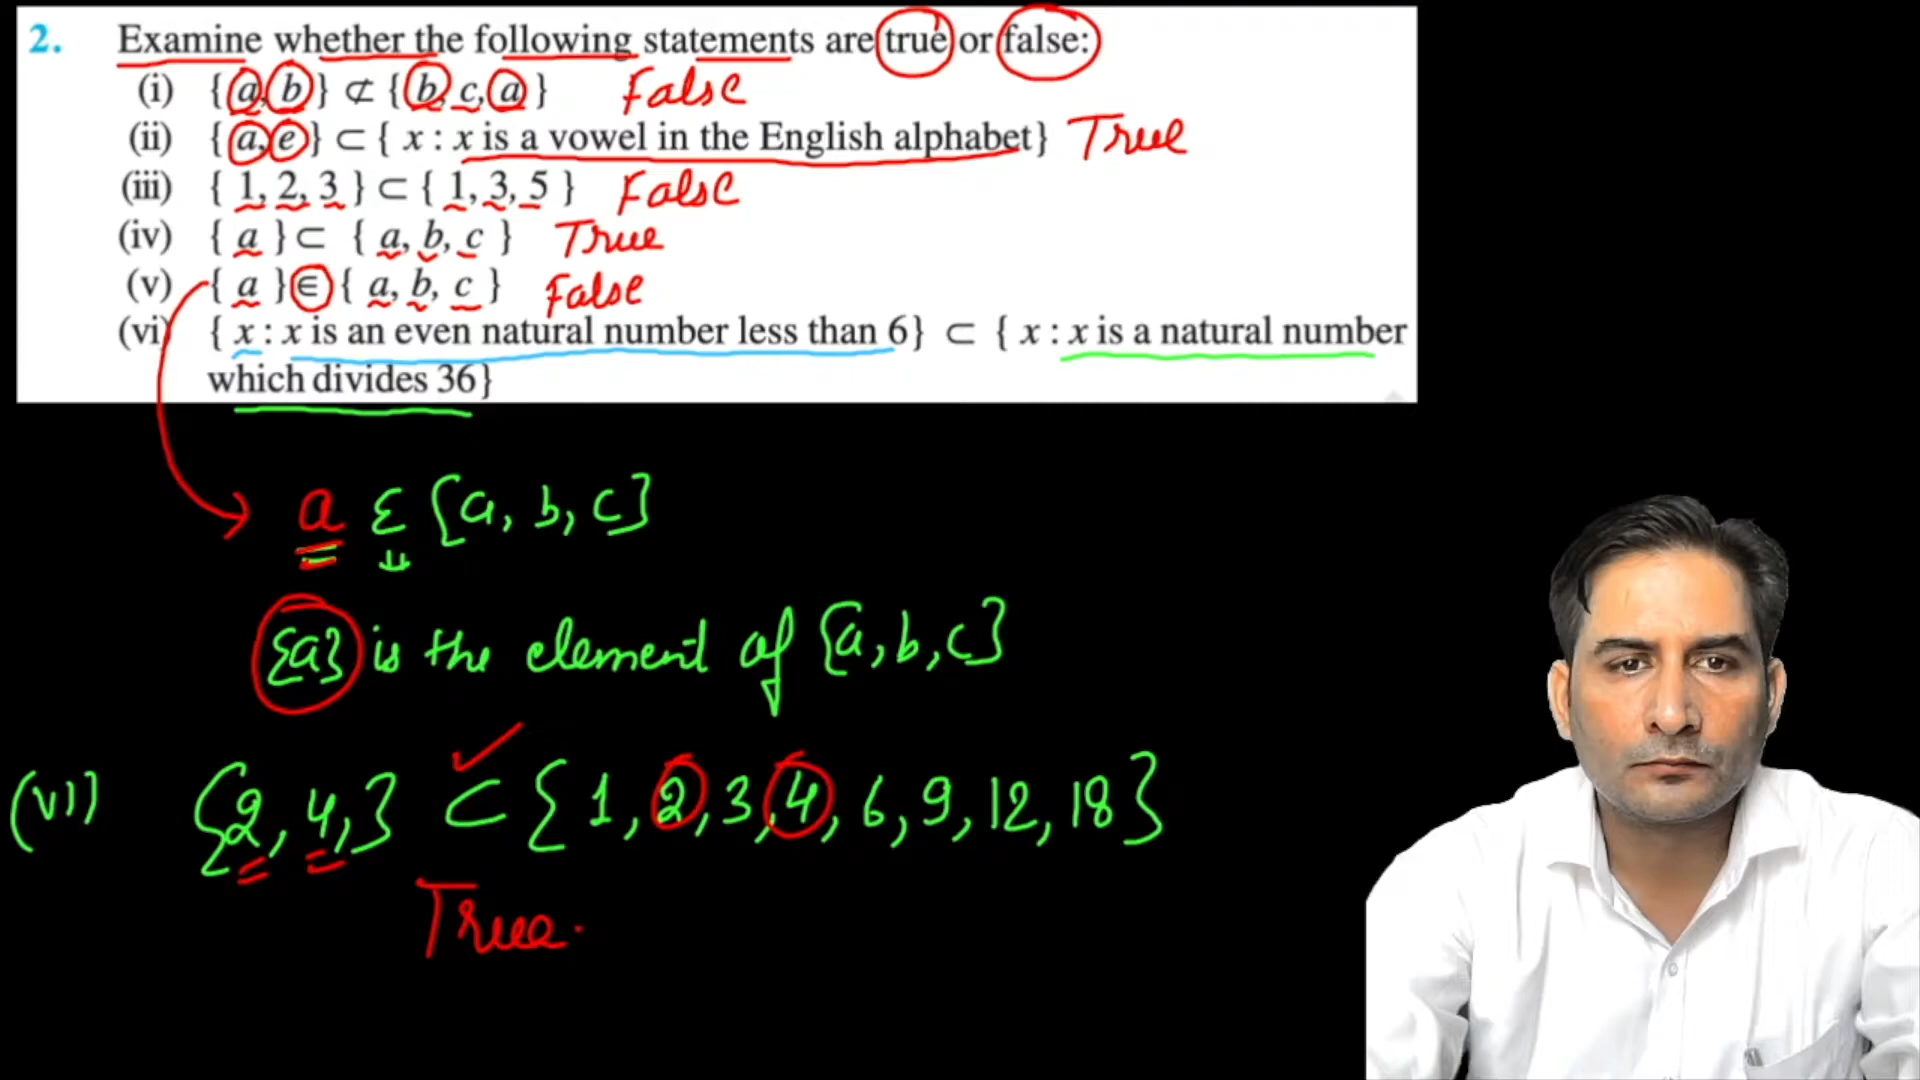 2. Examine whether the following statements are true or false:
(i) { a, b } ⊄ { b, c, a } False
(ii) { a, e } ⊂ { x : x is a vowel in the English alphabet} True
(iii) { 1, 2, 3 } ⊂ { 1, 3, 5 } False
(iv) { a } ⊂ { a, b, c } True
(v) { a } ∈ { a, b, c } False
(vi) { x : x is an even natural number less than 6} ⊂ { x : x is a natural number
which divides 36}
a ∈ {a, b, c}
{a} is the element of {a, b, c}
(vi) {2, 4,} ⊂ {1, 2, 3, 4, 6, 9, 12, 18}
True.